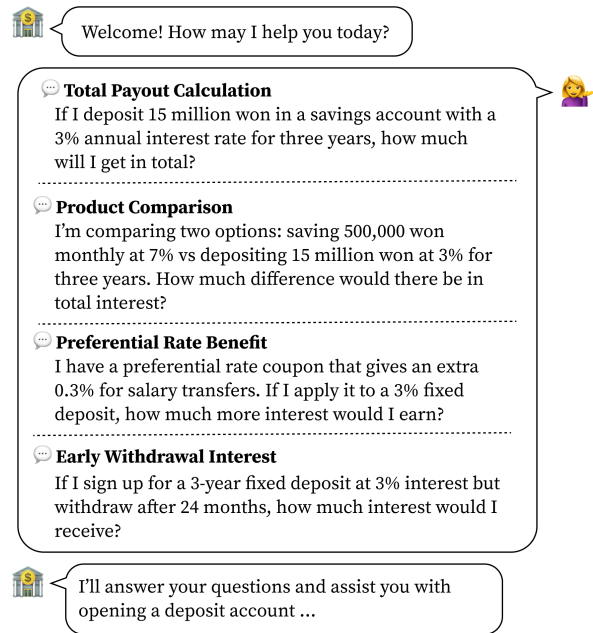 Welcome! How may I help you today?
Total Payout Calculation
If I deposit 15 million won in a savings account with a
3% annual interest rate for three years, how much
will I get in total?
Product Comparison
I’m comparing two options: saving 500,000 won
monthly at 7% vs depositing 15 million won at 3% for
three years. How much difference would there be in
total interest?
Preferential Rate Benefit
I have a preferential rate coupon that gives an extra
0.3% for salary transfers. If I apply it to a 3% fixed
deposit, how much more interest would I earn?
Early Withdrawal Interest
If I sign up for a 3-year fixed deposit at 3% interest but
withdraw after 24 months, how much interest would I
receive?
I’ll answer your questions and assist you with
opening a deposit account ...